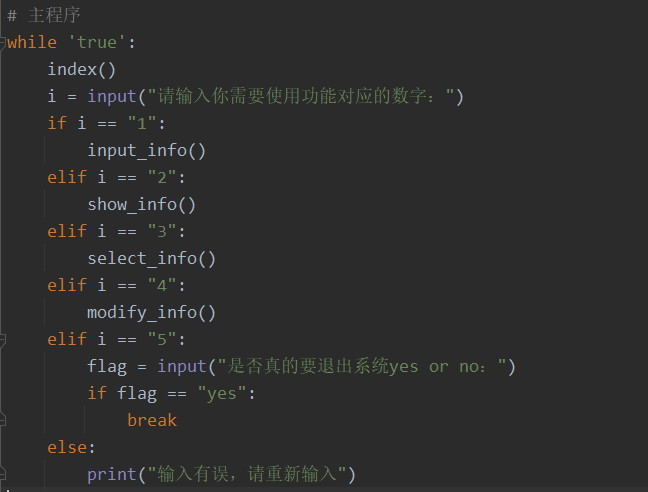 # 主程序
while 'true':
    index()
    i = input("请输入你需要使用功能对应的数字：")
    if i == "1":
        input_info()
    elif i == "2":
        show_info()
    elif i == "3":
        select_info()
    elif i == "4":
        modify_info()
    elif i == "5":
        flag = input("是否真的要退出系统yes or no：")
        if flag == "yes":
            break
    else:
        print("输入有误，请重新输入")